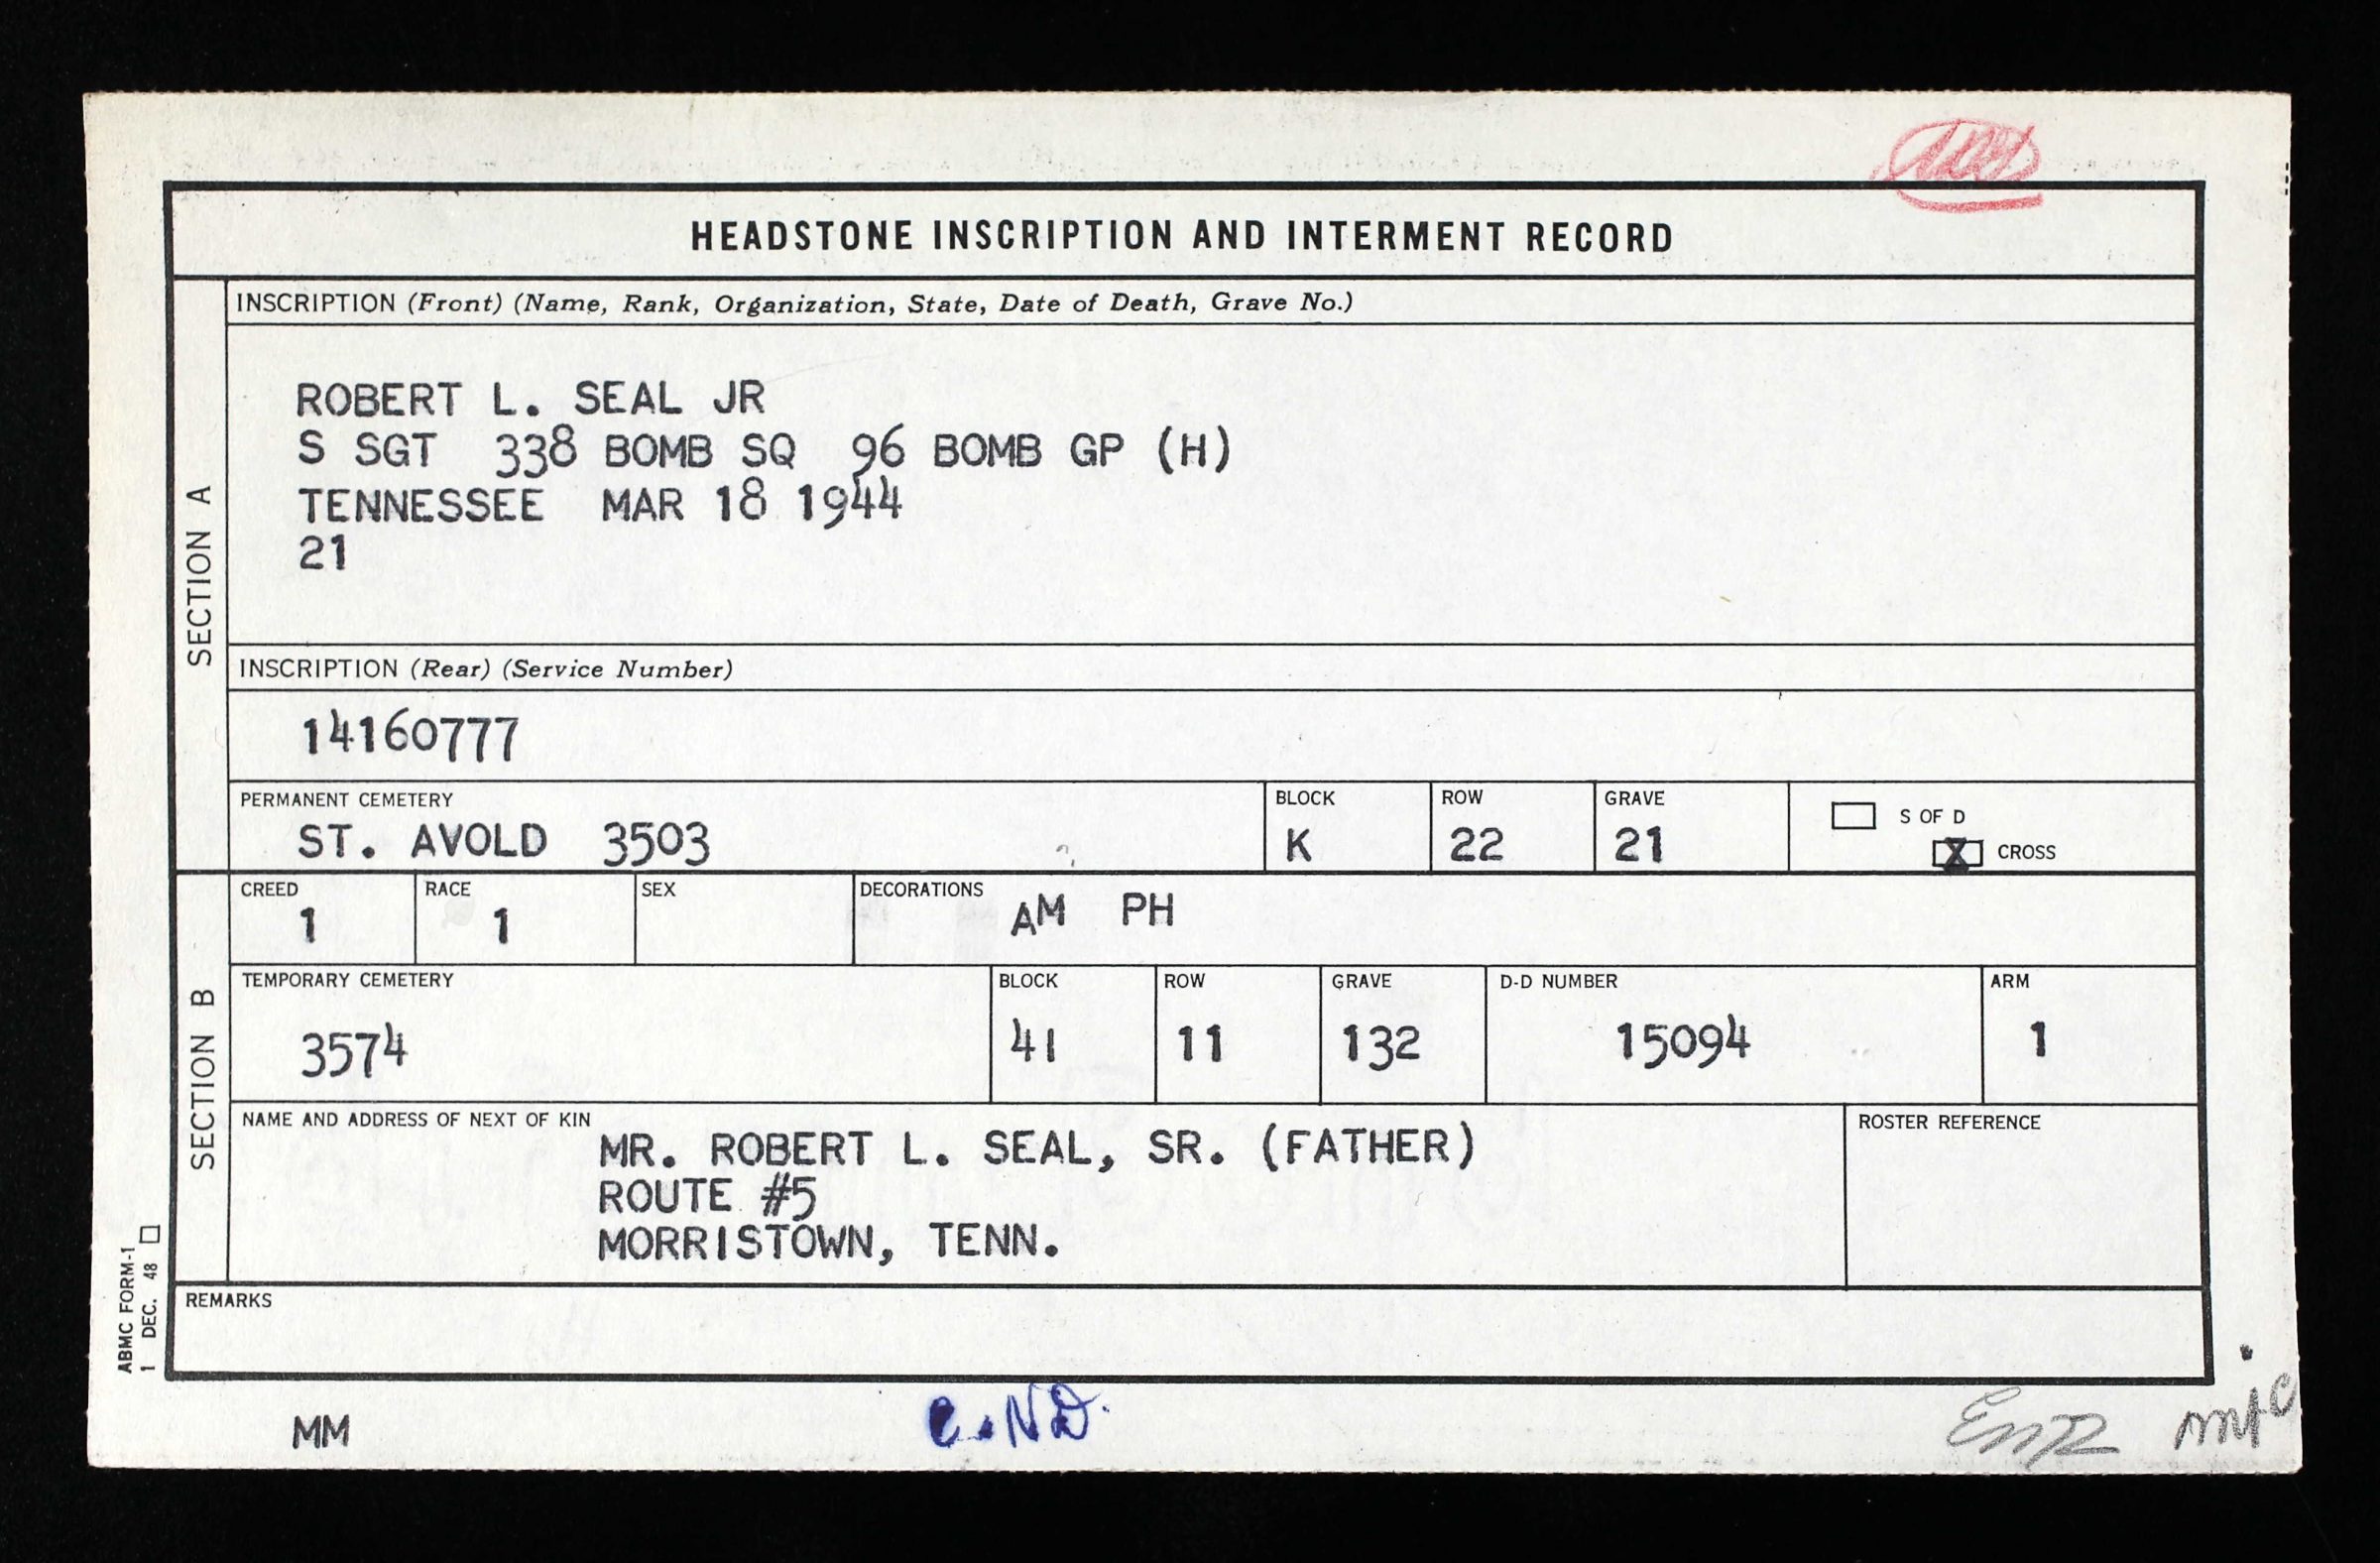 HEADSTONE INSCRIPTION AND INTERMENT RECORD
SECTION A
INSCRIPTION (Front) (Name, Rank, Organization, State, Date of Death, Grave No.)
ROBERT L. SEAL JR
S SGT 338 BOMB SQ 96 BOMB GP (H)
TENNESSEE MAR 18 1944
21
INSCRIPTION (Rear) (Service Number)
14160777
PERMANENT CEMETERY
ST. AVOLD 3503
BLOCK
K
ROW
22
GRAVE
21
S OF D
X CROSS
SECTION B
CREED
1
RACE
1
SEX
DECORATIONS
AM PH
TEMPORARY CEMETERY
3574
BLOCK
41
ROW
11
GRAVE
132
D-D NUMBER
15094
ARM
1
NAME AND ADDRESS OF NEXT OF KIN
MR. ROBERT L. SEAL, SR. (FATHER)
ROUTE #5
MORRISTOWN, TENN.
ROSTER REFERENCE
REMARKS
ABMC FORM-1
1 DEC. 48
MM
C.ND.